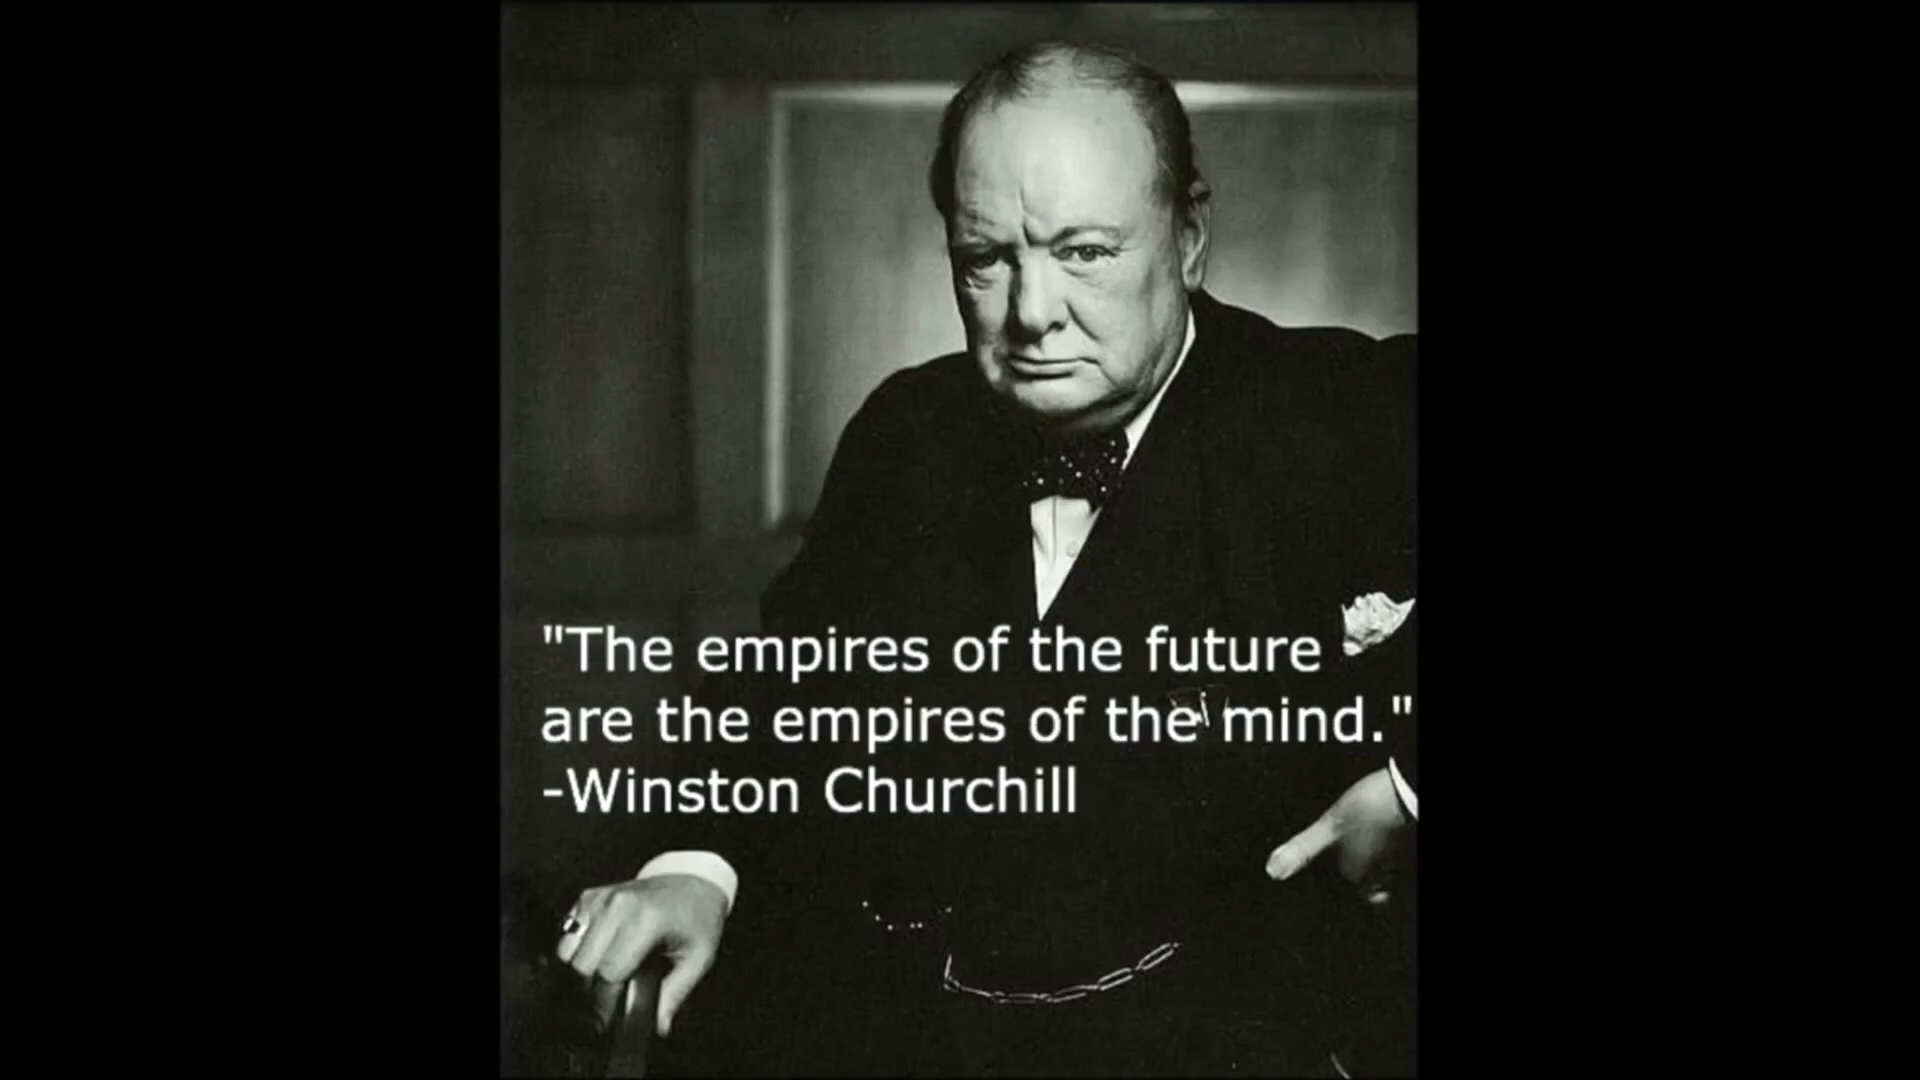 "The empires of the future
are the empires of the mind."
-Winston Churchill